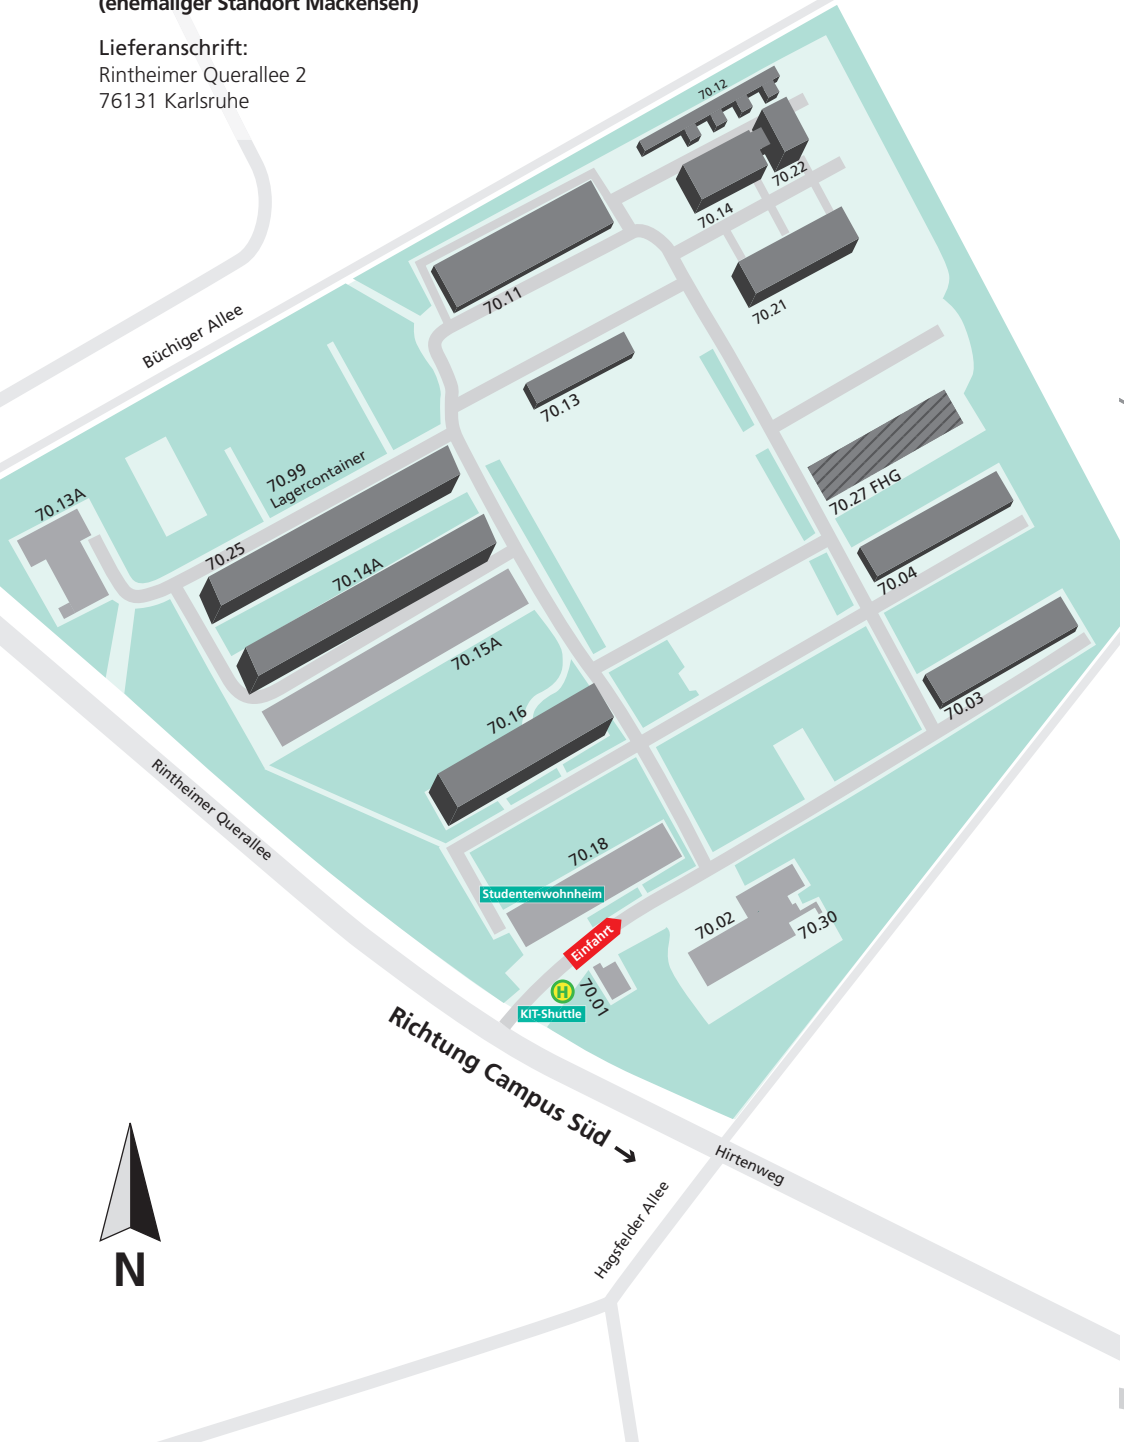 (ehemaliger Standort Mackensen)
Lieferanschrift:
Rintheimer Querallee 2
76131 Karlsruhe
70.12
70.22
70.14
70.21
70.11
Büchiger Allee
70.13
70.99
Lagercontainer
70.13A
70.27 FHG
70.25
70.14A
70.04
70.15A
70.03
70.16
Rintheimer Querallee
70.18
Studentenwohnheim
70.02
70.30
Einfahrt
70.01
H
KIT-Shuttle
Richtung Campus Süd →
Hirtenweg
Hagsfelder Allee
N